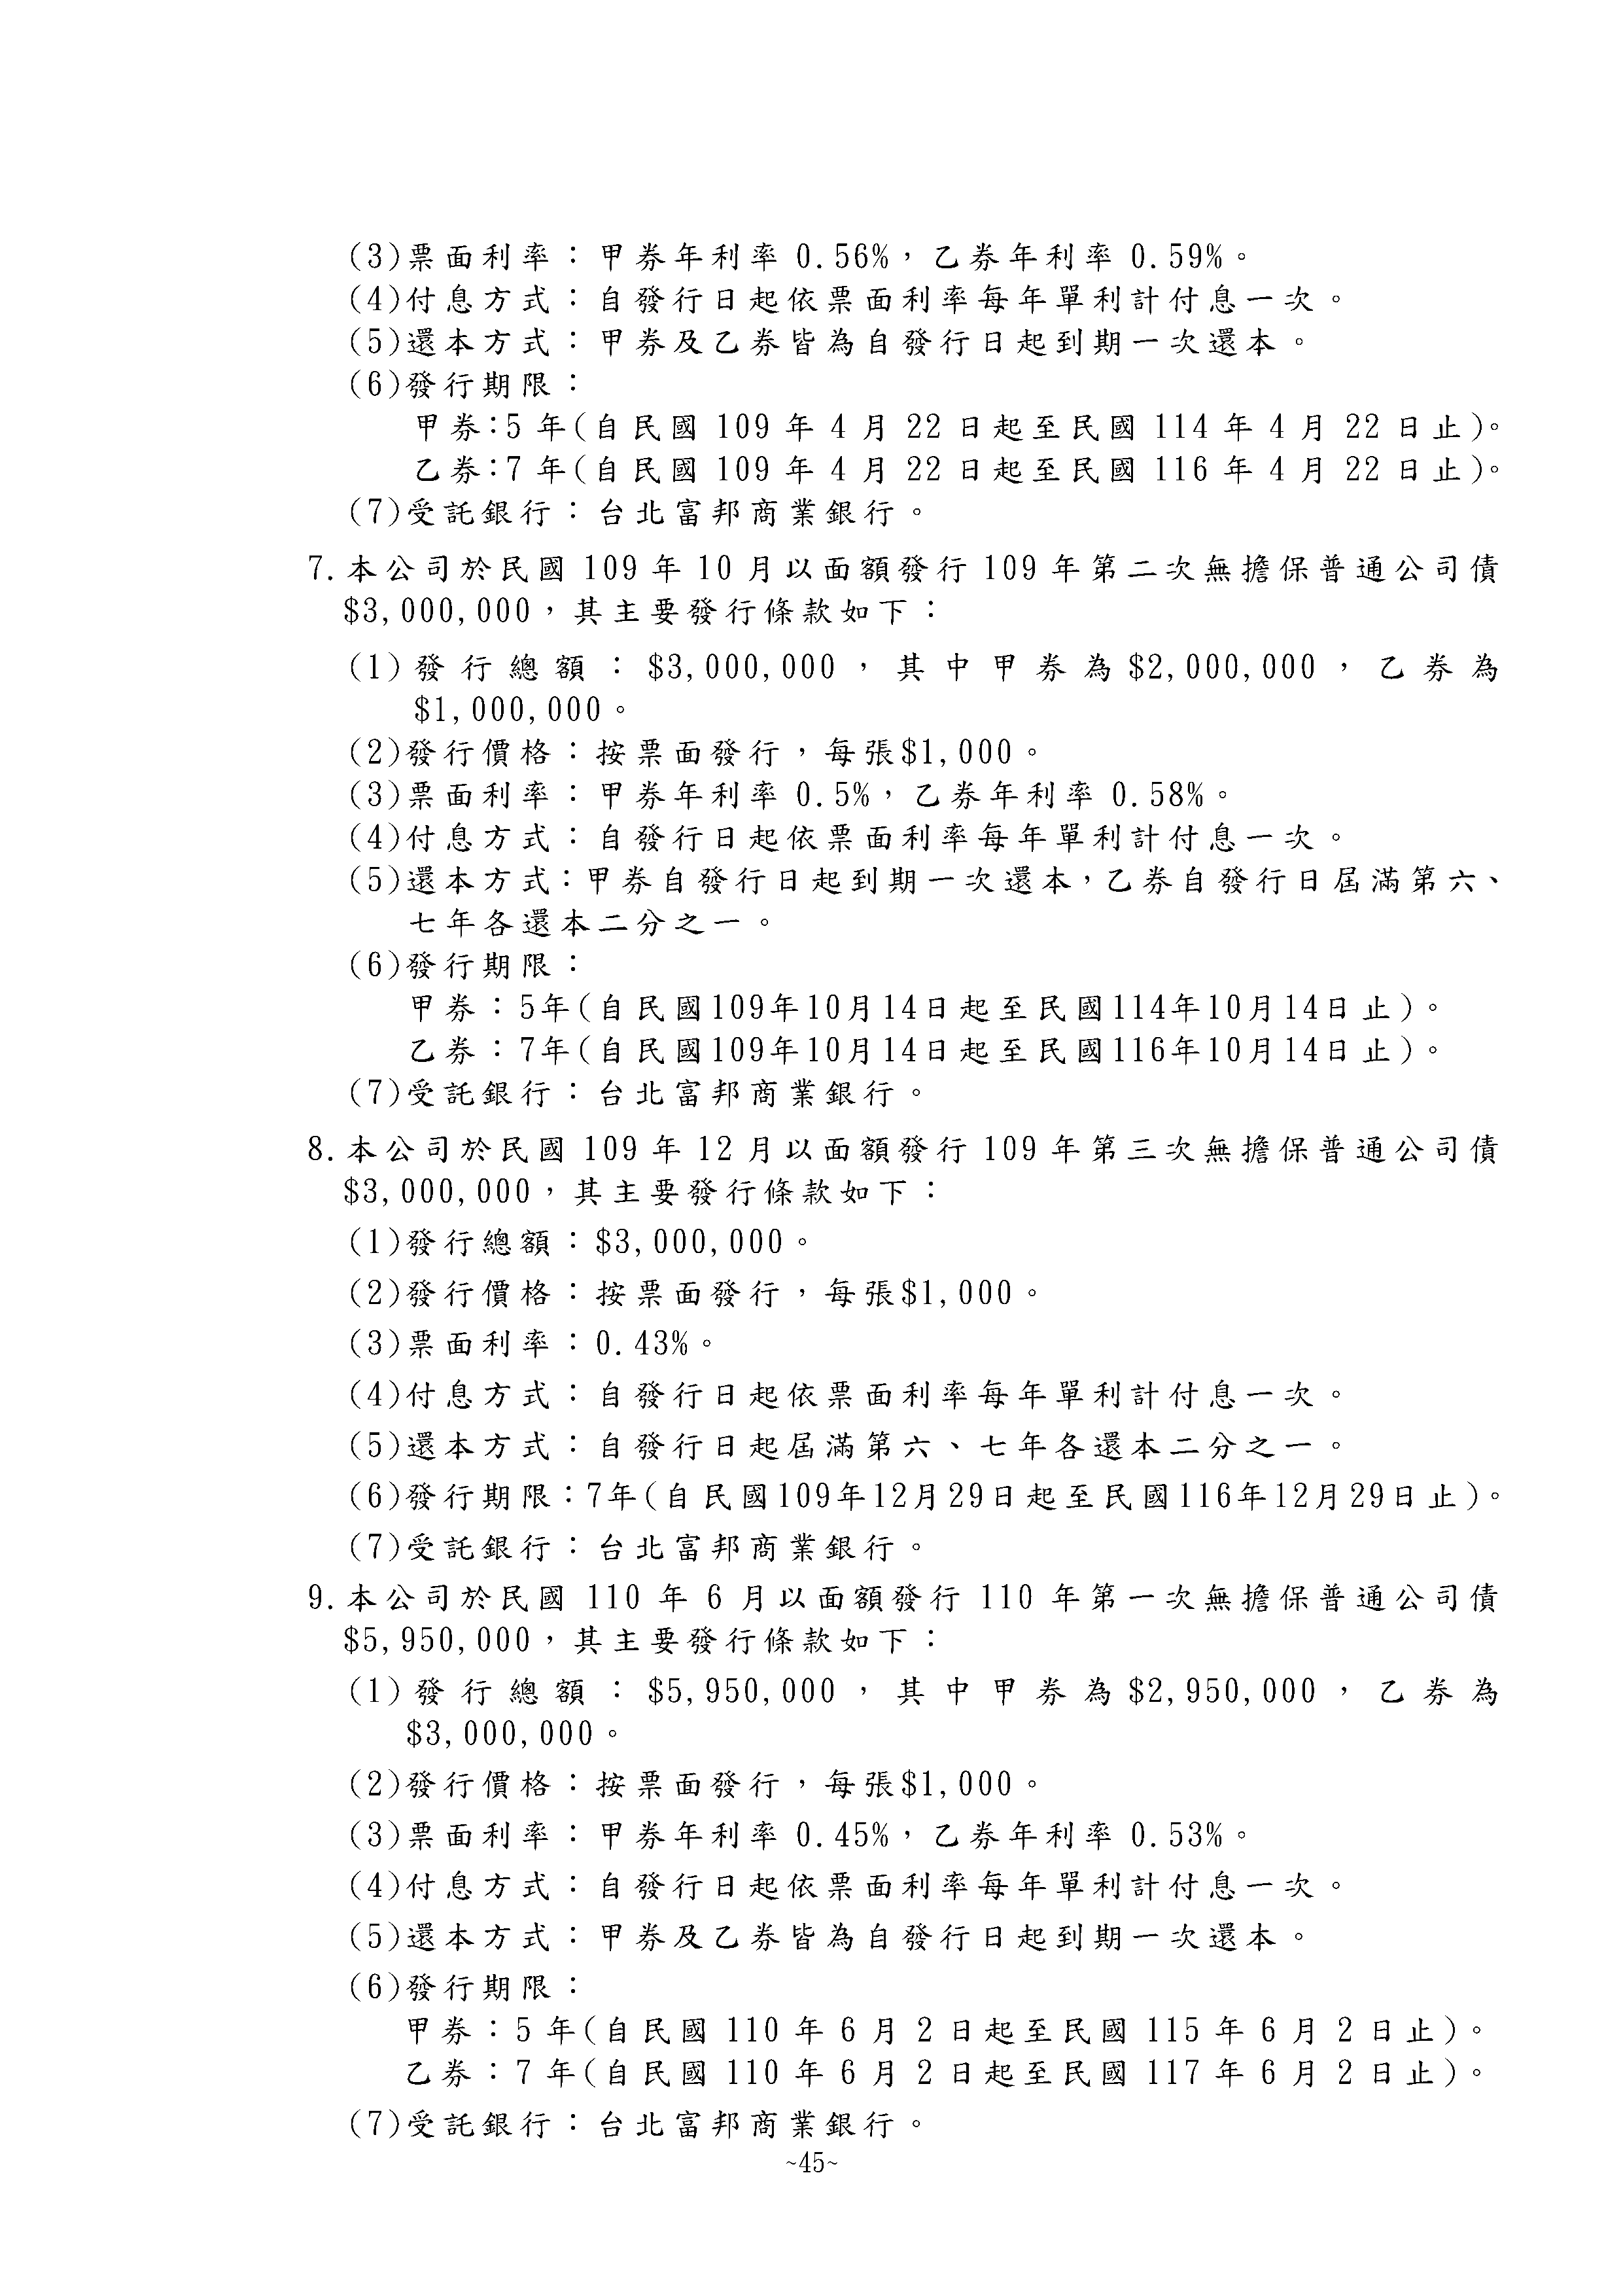 (3)票面利率：甲券年利率 0.56%，乙券年利率 0.59%。
(4)付息方式：自發行日起依票面利率每年單利計付息一次。
(5)還本方式：甲券及乙券皆為自發行日起到期一次還本。
(6)發行期限：
甲券:5 年(自民國 109 年 4 月 22 日起至民國 114 年 4 月 22 日止)。
乙券:7 年(自民國 109 年 4 月 22 日起至民國 116 年 4 月 22 日止)。
(7)受託銀行：台北富邦商業銀行。
7.本公司於民國 109 年 10 月以面額發行 109 年第二次無擔保普通公司債
$3,000,000，其主要發行條款如下：
(1)發行總額：$3,000,000，其中甲券為$2,000,000，乙券為
$1,000,000。
(2)發行價格：按票面發行，每張$1,000。
(3)票面利率：甲券年利率 0.5%，乙券年利率 0.58%。
(4)付息方式：自發行日起依票面利率每年單利計付息一次。
(5)還本方式：甲券自發行日起到期一次還本，乙券自發行日屆滿第六、
七年各還本二分之一。
(6)發行期限：
甲券：5年(自民國109年10月14日起至民國114年10月14日止)。
乙券：7年(自民國109年10月14日起至民國116年10月14日止)。
(7)受託銀行：台北富邦商業銀行。
8.本公司於民國 109 年 12 月以面額發行 109 年第三次無擔保普通公司債
$3,000,000，其主要發行條款如下：
(1)發行總額：$3,000,000。
(2)發行價格：按票面發行，每張$1,000。
(3)票面利率：0.43%。
(4)付息方式：自發行日起依票面利率每年單利計付息一次。
(5)還本方式：自發行日起屆滿第六、七年各還本二分之一。
(6)發行期限：7年(自民國109年12月29日起至民國116年12月29日止)。
(7)受託銀行：台北富邦商業銀行。
9.本公司於民國 110 年 6 月以面額發行 110 年第一次無擔保普通公司債
$5,950,000，其主要發行條款如下：
(1)發行總額：$5,950,000，其中甲券為$2,950,000，乙券為
$3,000,000。
(2)發行價格：按票面發行，每張$1,000。
(3)票面利率：甲券年利率 0.45%，乙券年利率 0.53%。
(4)付息方式：自發行日起依票面利率每年單利計付息一次。
(5)還本方式：甲券及乙券皆為自發行日起到期一次還本。
(6)發行期限：
甲券：5 年(自民國 110 年 6 月 2 日起至民國 115 年 6 月 2 日止)。
乙券：7 年(自民國 110 年 6 月 2 日起至民國 117 年 6 月 2 日止)。
(7)受託銀行：台北富邦商業銀行。
~45~